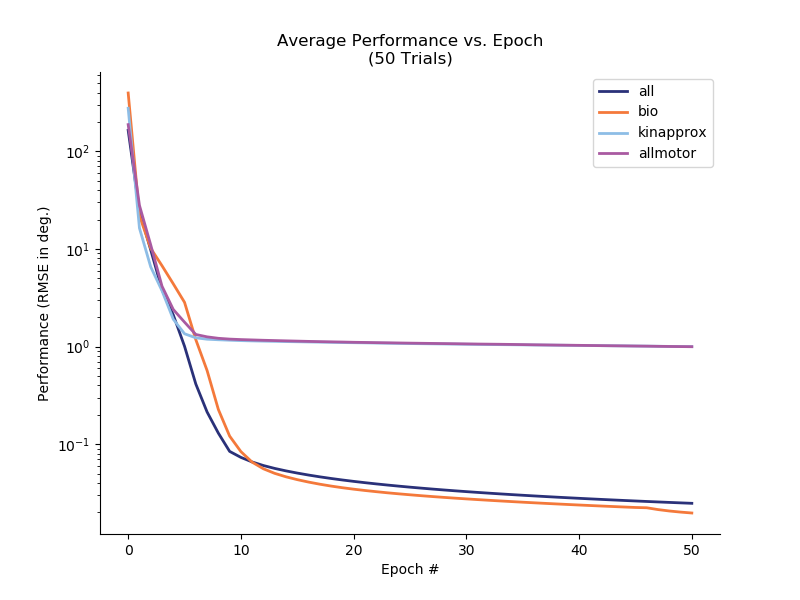 Average Performance vs. Epoch
(50 Trials)
all
bio
kinapprox
allmotor
Performance (RMSE in deg.)
10²
10¹
10⁰
10⁻¹
0 10 20 30 40 50
Epoch #